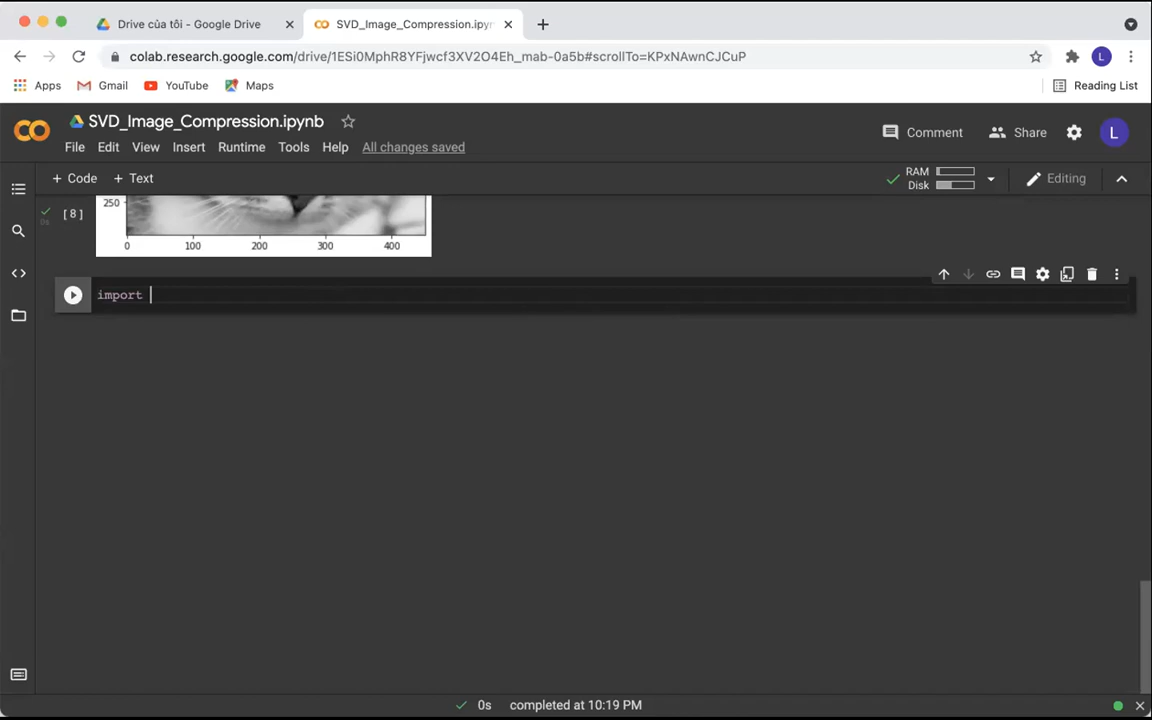 Drive của tôi - Google Drive
SVD_Image_Compression.ipyn
colab.research.google.com/drive/1ESi0MphR8YFjwcf3XV2O4Eh_mab-0a5b#scrollTo=KPxNAwnCJCuP
L
Apps
Gmail
YouTube
Maps
Reading List
SVD_Image_Compression.ipynb
Comment
Share
L
File Edit View Insert Runtime Tools Help All changes saved
+ Code + Text
RAM
Disk
Editing
250
[8]
0s
0 100 200 300 400
import
0s completed at 10:19 PM